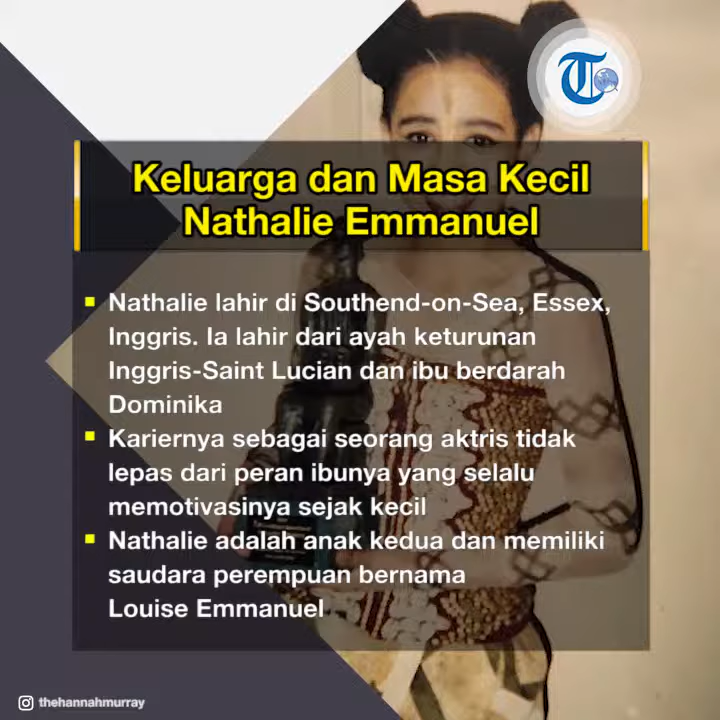 Keluarga dan Masa Kecil
Nathalie Emmanuel
Nathalie lahir di Southend-on-Sea, Essex,
Inggris. Ia lahir dari ayah keturunan
Inggris-Saint Lucian dan ibu berdarah
Dominika
Kariernya sebagai seorang aktris tidak
lepas dari peran ibunya yang selalu
memotivasinya sejak kecil
Nathalie adalah anak kedua dan memiliki
saudara perempuan bernama
Louise Emmanuel
thehannahmurray